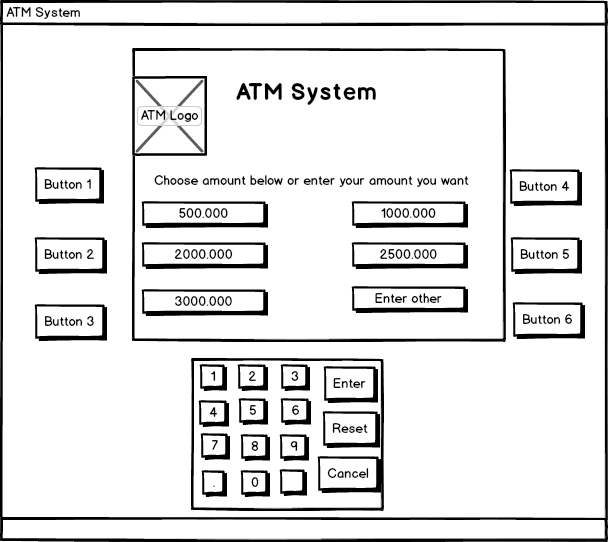 ATM System
ATM System
ATM Logo
Choose amount below or enter your amount you want
Button 1
500.000
1000.000
Button 4
Button 2
2000.000
2500.000
Button 5
Button 3
3000.000
Enter other
Button 6
1 2 3 Enter
4 5 6 Reset
7 8 9 Cancel
. 0